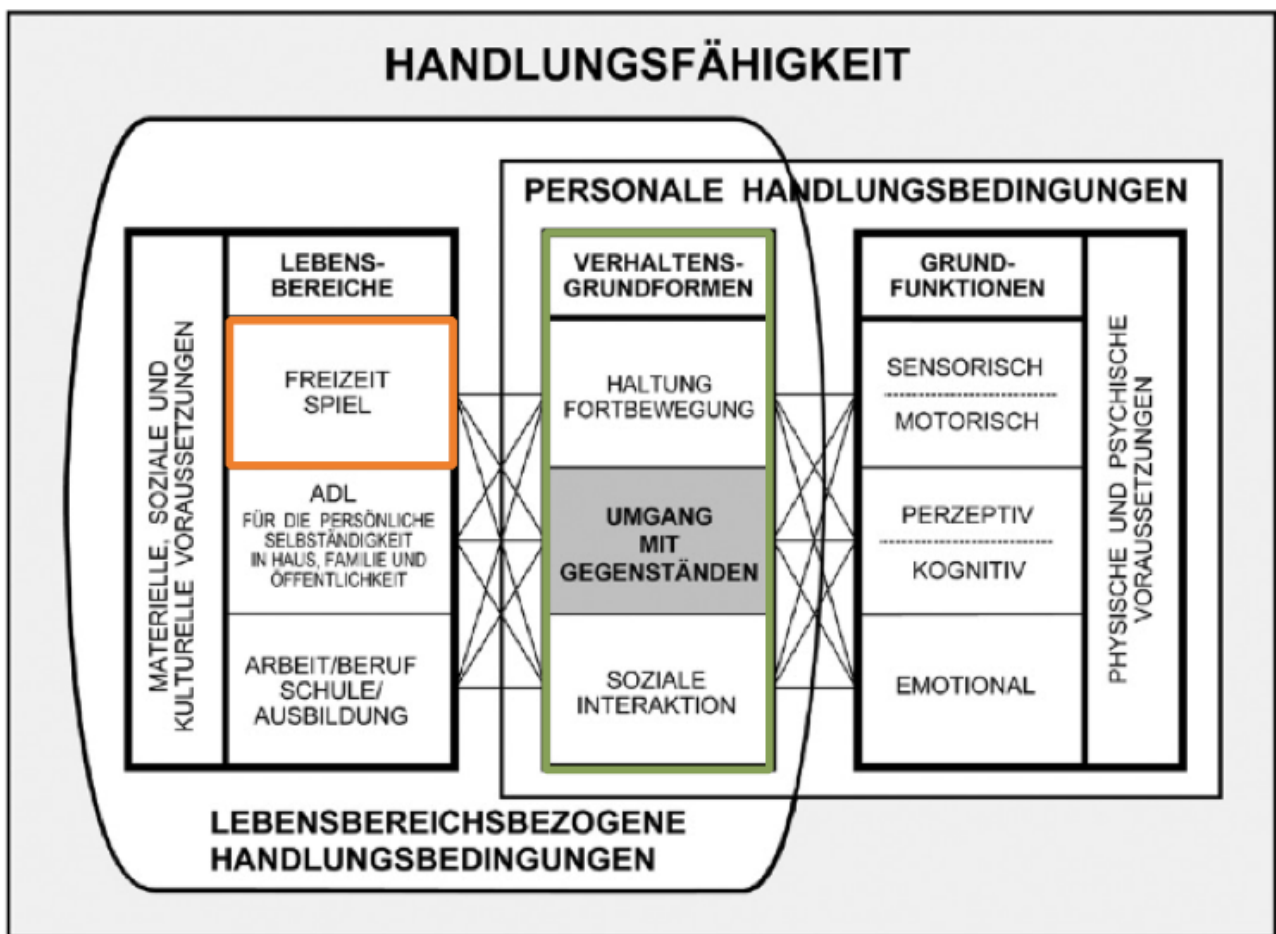 HANDLUNGSFÄHIGKEIT
PERSONALE HANDLUNGSBEDINGUNGEN
MATERIELLE, SOZIALE UND
KULTURELLE VORAUSSETZUNGEN
LEBENS-
BEREICHE
FREIZEIT
SPIEL
ADL
FÜR DIE PERSÖNLICHE
SELBSTÄNDIGKEIT
IN HAUS, FAMILIE UND
ÖFFENTLICHKEIT
ARBEIT/BERUF
SCHULE/
AUSBILDUNG
VERHALTENS-
GRUNDFORMEN
HALTUNG
FORTBEWEGUNG
UMGANG
MIT
GEGENSTÄNDEN
SOZIALE
INTERAKTION
GRUND-
FUNKTIONEN
SENSORISCH
MOTORISCH
PERZEPTIV
KOGNITIV
EMOTIONAL
PHYSISCHE UND PSYCHISCHE
VORAUSSETZUNGEN
LEBENSBEREICHSBEZOGENE
HANDLUNGSBEDINGUNGEN